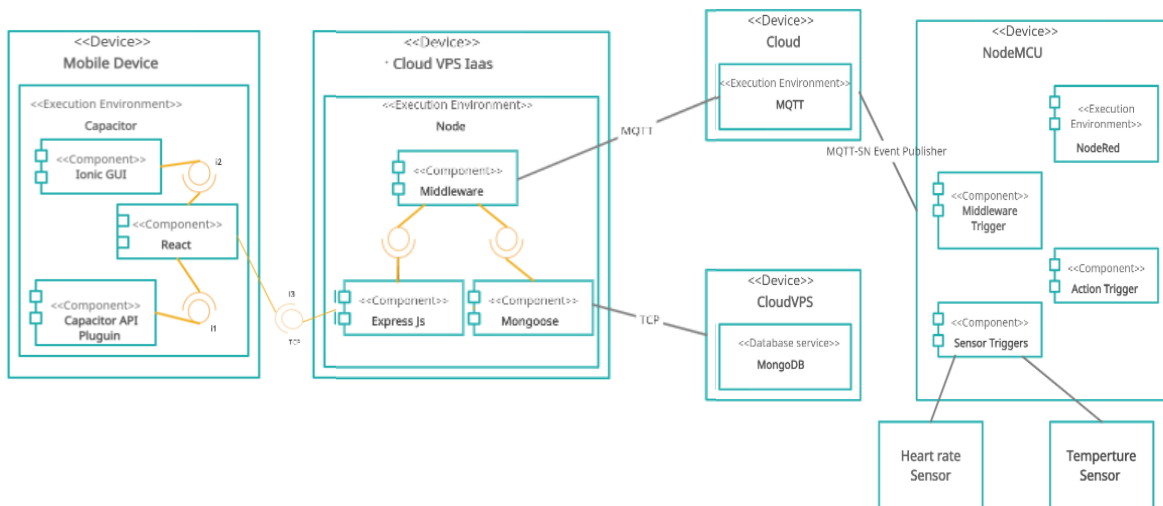 <<Device>>
Mobile Device
<<Execution Environment>>
Capacitor
<<Component>>
Ionic GUI
i2
<<Component>>
React
<<Component>>
Capacitor API
Pluguin
i1
i3
TCP
<<Device>>
Cloud VPS Iaas
<<Execution Environment>>
Node
<<Component>>
Middleware
<<Component>>
Express Js
<<Component>>
Mongoose
MQTT
TCP
<<Device>>
Cloud
<<Execution Environment>>
MQTT
MQTT-SN Event Publisher
<<Device>>
CloudVPS
<<Database service>>
MongoDB
<<Device>>
NodeMCU
<<Execution
Environment>>
NodeRed
<<Component>>
Middleware
Trigger
<<Component>>
Action Trigger
<<Component>>
Sensor Triggers
Heart rate
Sensor
Temperture
Sensor